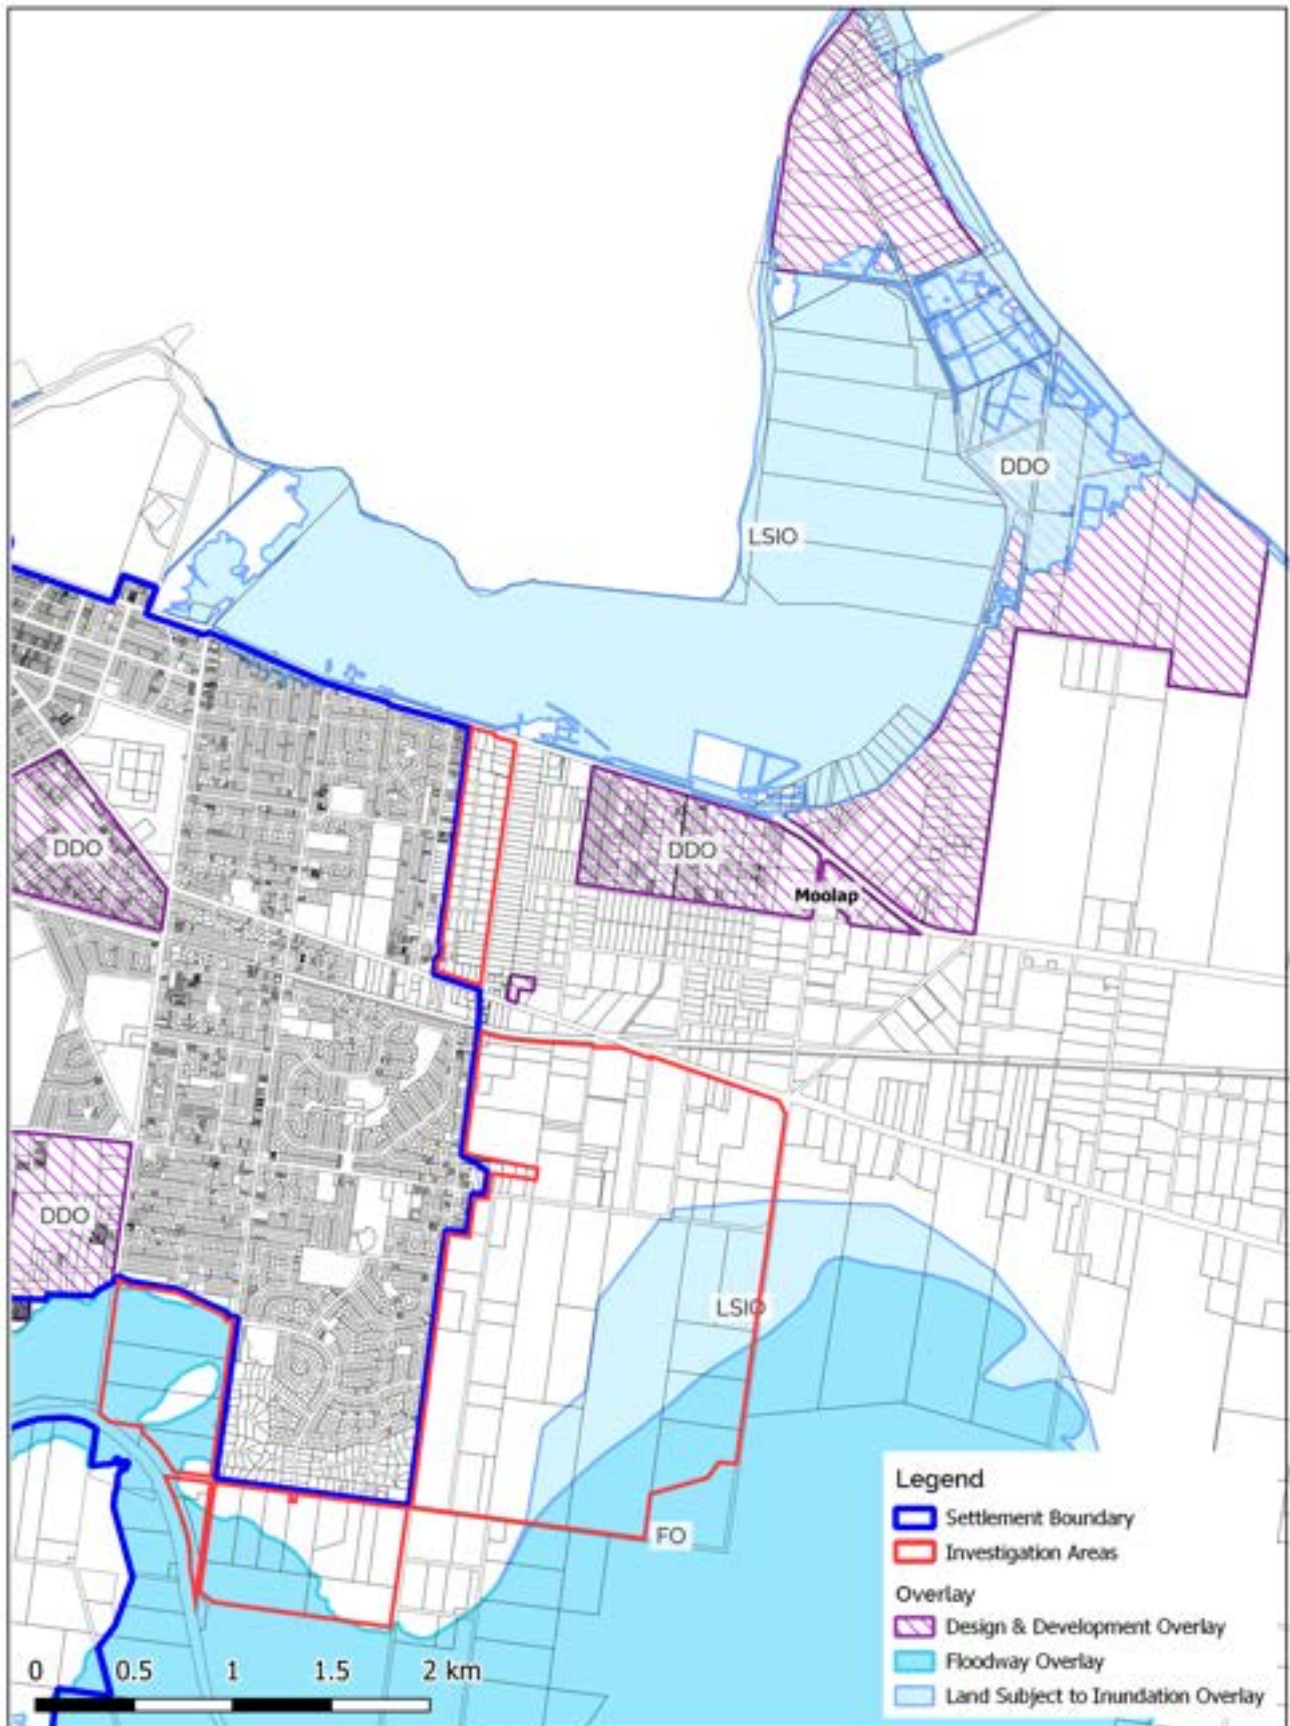 DDO
LSIO
DDO
DDO
Moolap
DDO
LSIO
FO
Legend
Settlement Boundary
Investigation Areas
Overlay
Design & Development Overlay
Floodway Overlay
Land Subject to Inundation Overlay
0 0.5 1 1.5 2 km